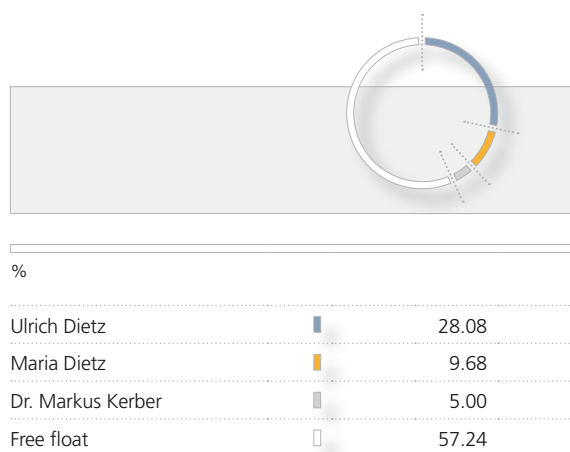 %
Ulrich Dietz 28.08
Maria Dietz 9.68
Dr. Markus Kerber 5.00
Free float 57.24